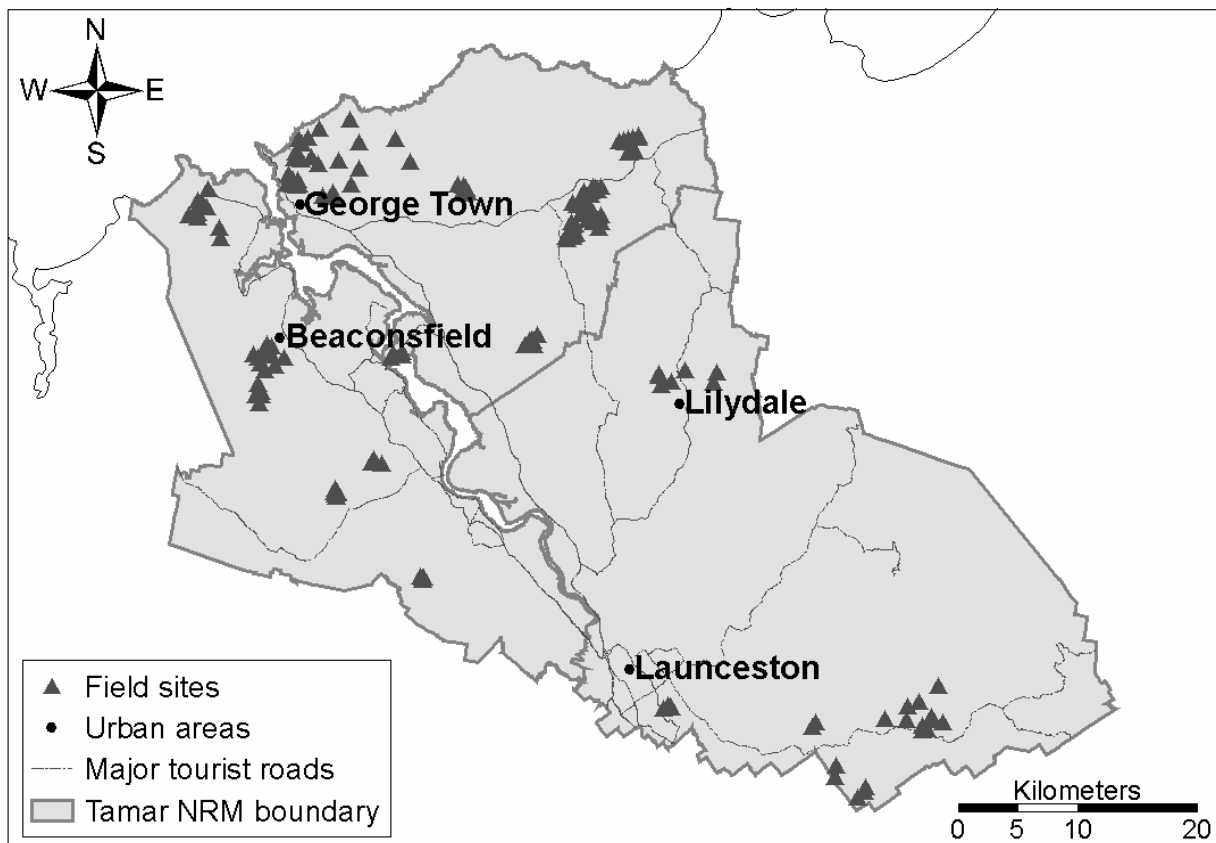 N
W E
S
George Town
Beaconsfield
Lilydale
Launceston
Field sites
Urban areas
Major tourist roads
Tamar NRM boundary
Kilometers
0 5 10 20